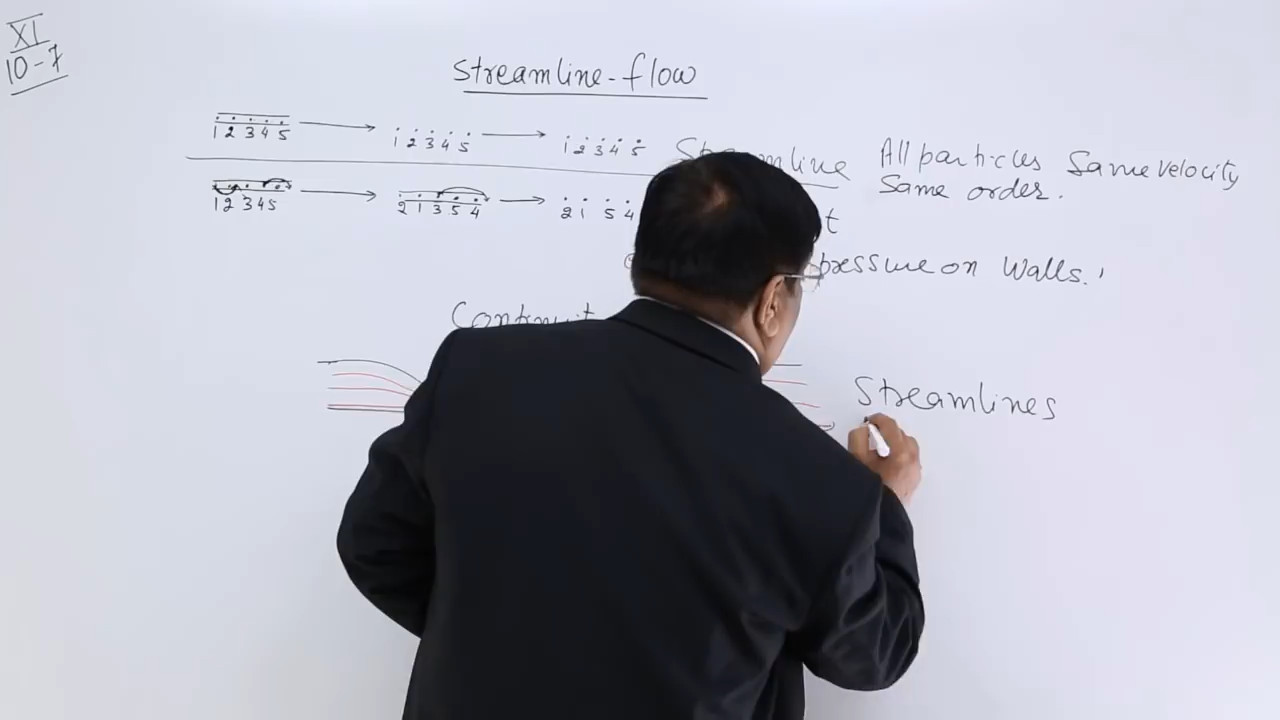 XI
10-7
Streamline-flow
1 2 3 4 5 1 2 3 4 5 1 2 3 4 5 Streamline All particles Same velocity
Same order.
1 2 3 4 5 2 1 3 5 4 2 1 5 4
pressure on Walls.
Streamlines